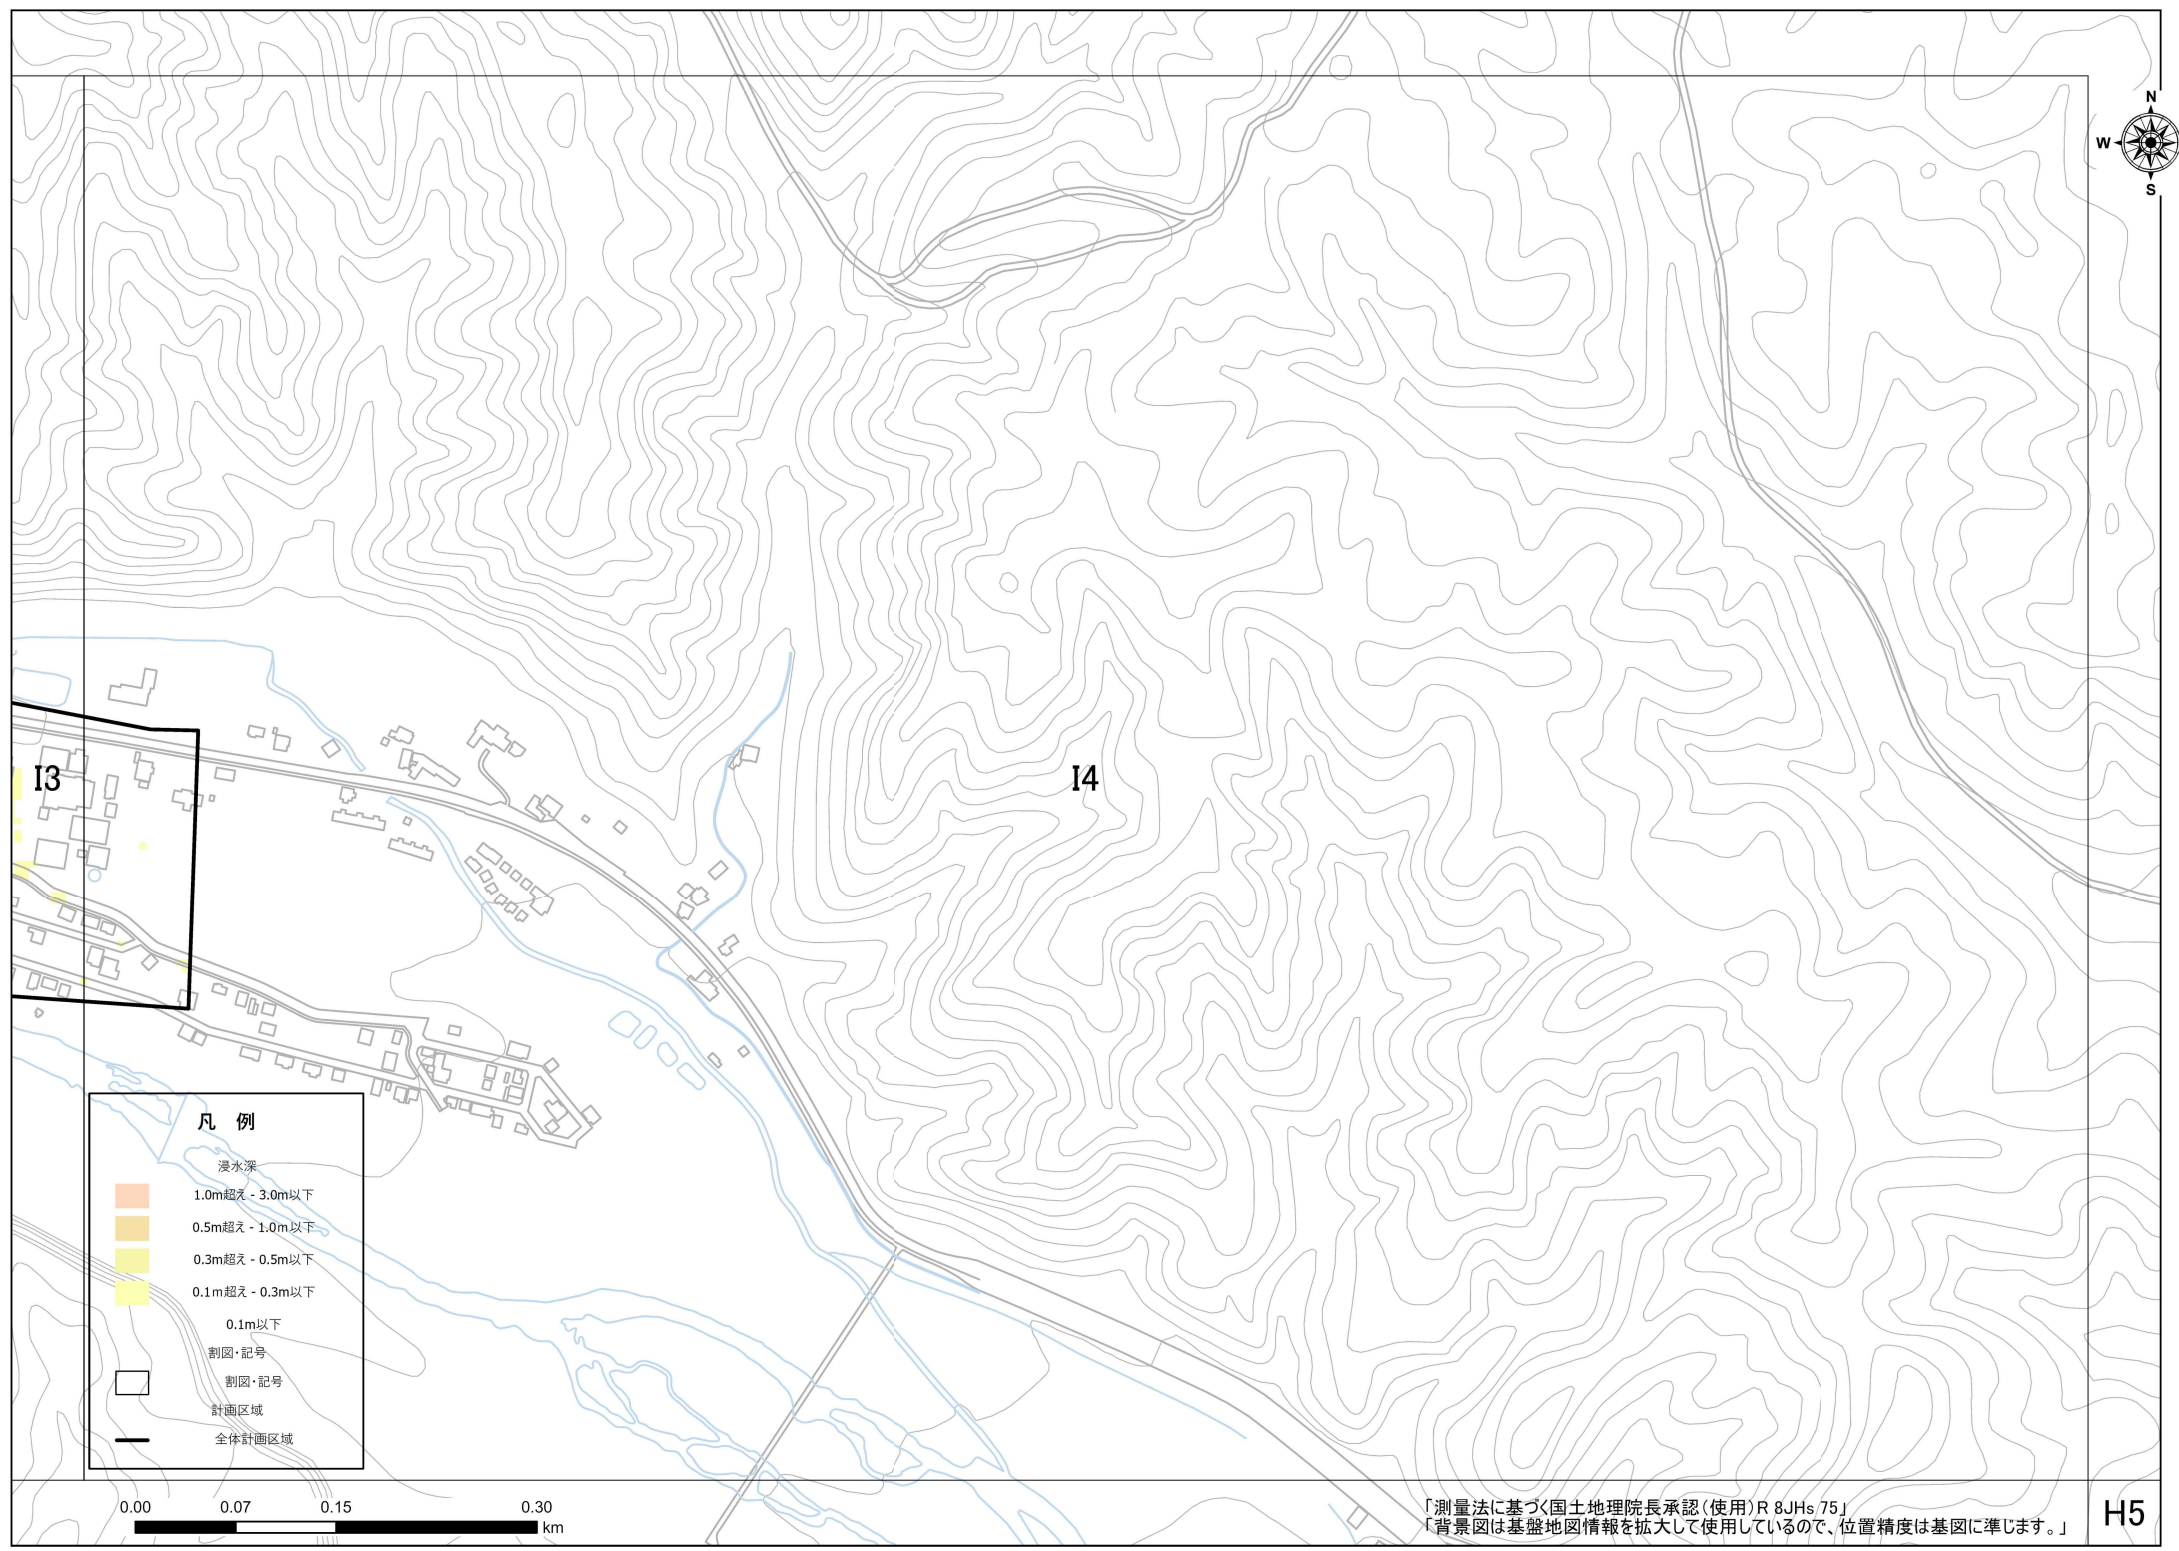 N
W
S
I3
I4
凡 例
浸水深
1.0m超え - 3.0m以下
0.5m超え - 1.0m以下
0.3m超え - 0.5m以下
0.1m超え - 0.3m以下
0.1m以下
割図・記号
割図・記号
計画区域
全体計画区域
0.00 0.07 0.15 0.30
km
「測量法に基づく国土地理院長承認（使用）R 8JHs 75」
「背景図は基盤地図情報を拡大して使用しているので、位置精度は基図に準じます。」
H5